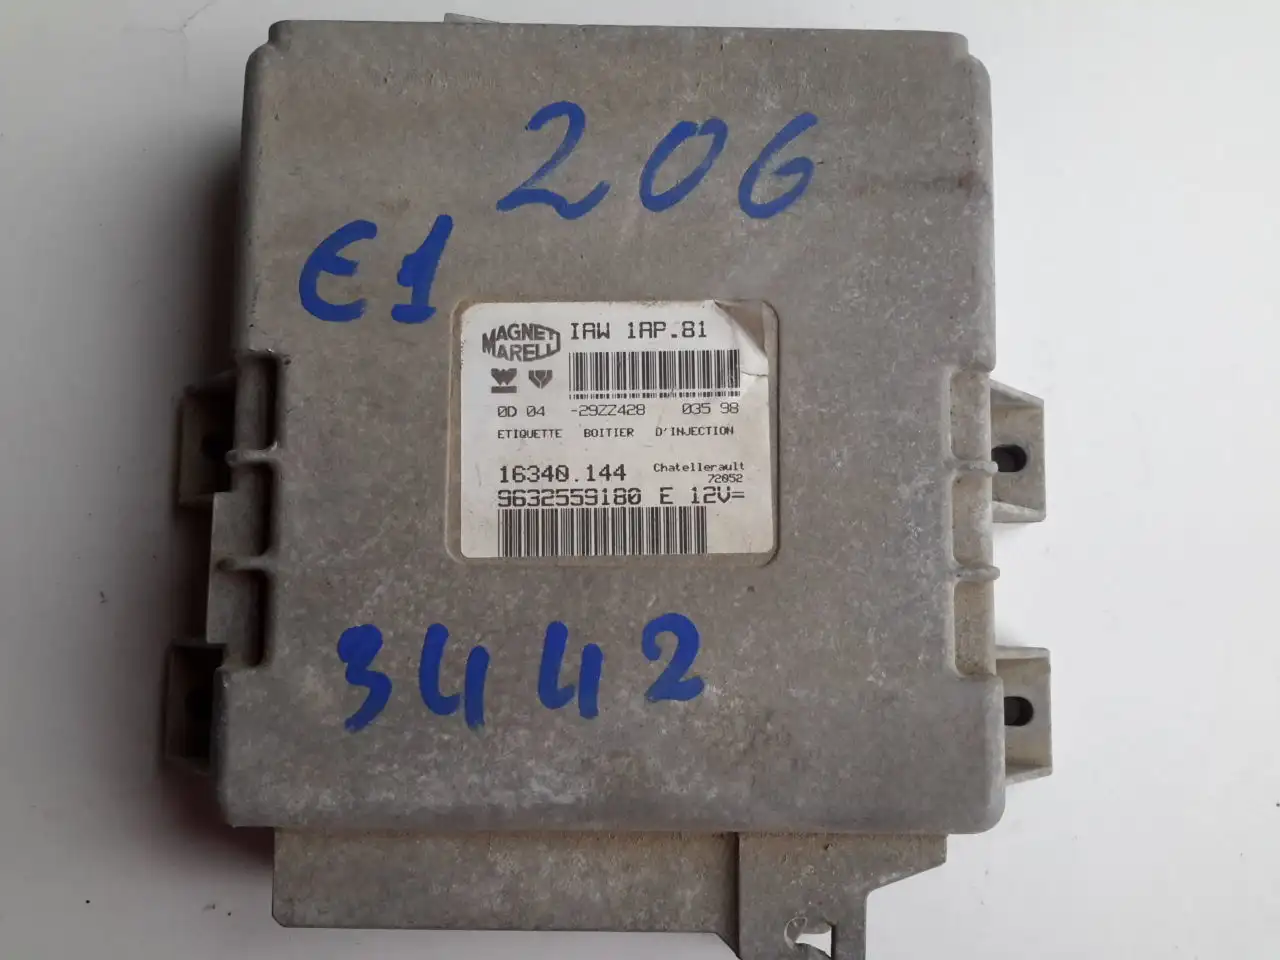 206
E1
MAGNETI MARELLI
IAW 1AP.81
0D 04 -29ZZ428 035 98
ETIQUETTE BOITIER D'INJECTION
16340.144 Chatellerault
72052
9632559180 E 12V=
3442